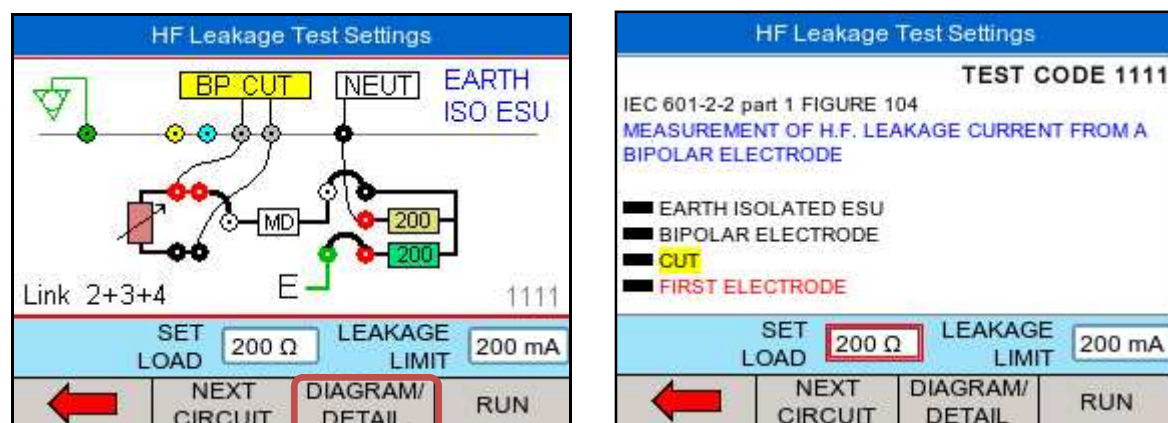 HF Leakage Test Settings
BP CUT NEUT EARTH
ISO ESU
MD
200
200
E
Link 2+3+4
1111
SET LOAD 200 Ω LEAKAGE LIMIT 200 mA
NEXT CIRCUIT DIAGRAM/ DETAIL RUN
HF Leakage Test Settings
TEST CODE 1111
IEC 601-2-2 part 1 FIGURE 104
MEASUREMENT OF H.F. LEAKAGE CURRENT FROM A
BIPOLAR ELECTRODE
EARTH ISOLATED ESU
BIPOLAR ELECTRODE
CUT
FIRST ELECTRODE
SET LOAD 200 Ω LEAKAGE LIMIT 200 mA
NEXT CIRCUIT DIAGRAM/ DETAIL RUN